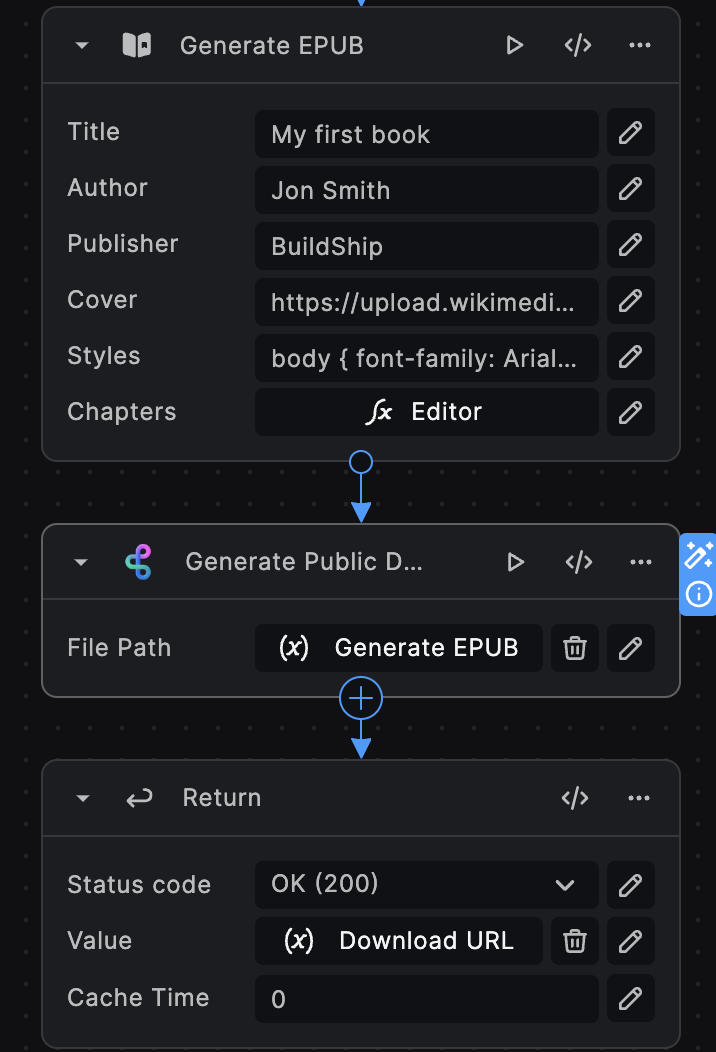 Generate EPUB
Title
My first book
Author
Jon Smith
Publisher
BuildShip
Cover
https://upload.wikimedi...
Styles
body { font-family: Arial...
Chapters
fx Editor
Generate Public D...
File Path
(x) Generate EPUB
Return
Status code
OK (200)
Value
(x) Download URL
Cache Time
0